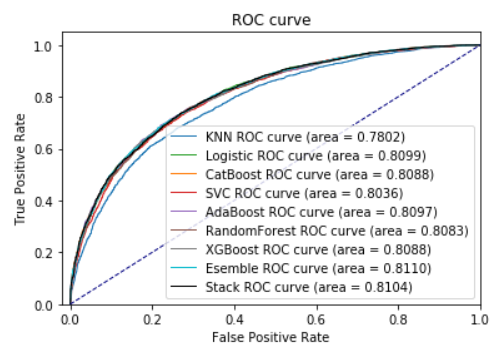 ROC curve
1.0
0.8
0.6
0.4
0.2
0.0
True Positive Rate
KNN ROC curve (area = 0.7802)
Logistic ROC curve (area = 0.8099)
CatBoost ROC curve (area = 0.8088)
SVC ROC curve (area = 0.8036)
AdaBoost ROC curve (area = 0.8097)
RandomForest ROC curve (area = 0.8083)
XGBoost ROC curve (area = 0.8088)
Esemble ROC curve (area = 0.8110)
Stack ROC curve (area = 0.8104)
0.0 0.2 0.4 0.6 0.8 1.0
False Positive Rate